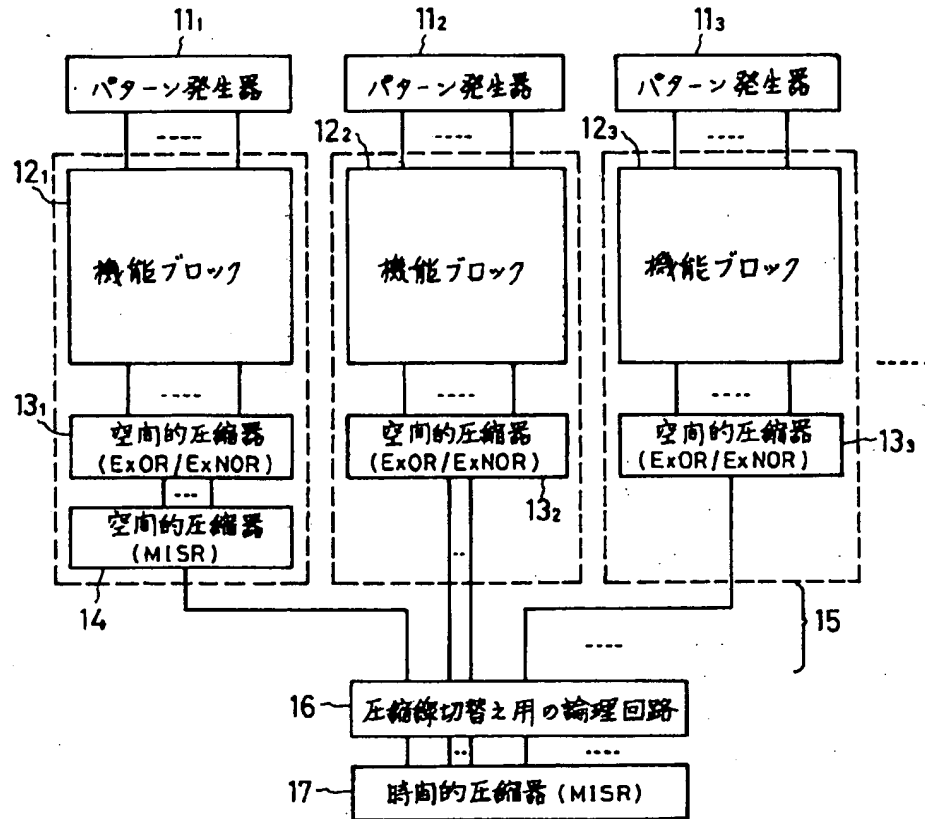 11₁
11₂
11₃
パターン発生器
パターン発生器
パターン発生器
12₁
12₂
12₃
機能ブロック
機能ブロック
機能ブロック
13₁
空間的圧縮器
(ExOR/ExNOR)
空間的圧縮器
(ExOR/ExNOR)
13₂
空間的圧縮器
(ExOR/ExNOR)
13₃
空間的圧縮器
(MISR)
14
15
16
圧縮線切替え用の論理回路
17
時間的圧縮器(MISR)